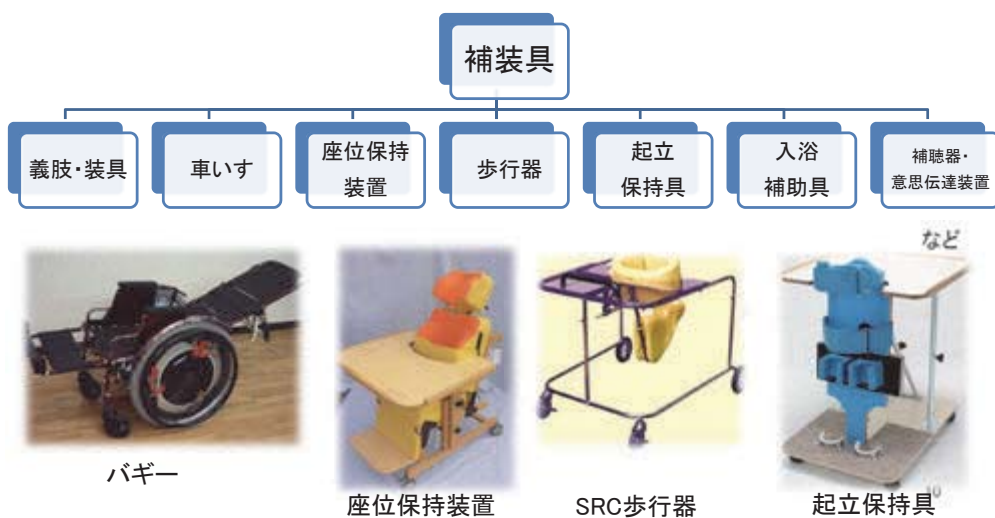 補装具
義肢・装具
車いす
座位保持
装置
歩行器
起立
保持具
入浴
補助具
補聴器・
意思伝達装置
など
バギー
座位保持装置
SRC歩行器
起立保持具
10